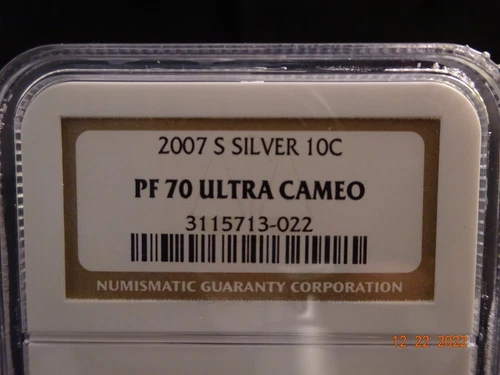 2007 S SILVER 10C
PF 70 ULTRA CAMEO
3115713-022
NUMISMATIC GUARANTY CORPORATION
12 22 2022